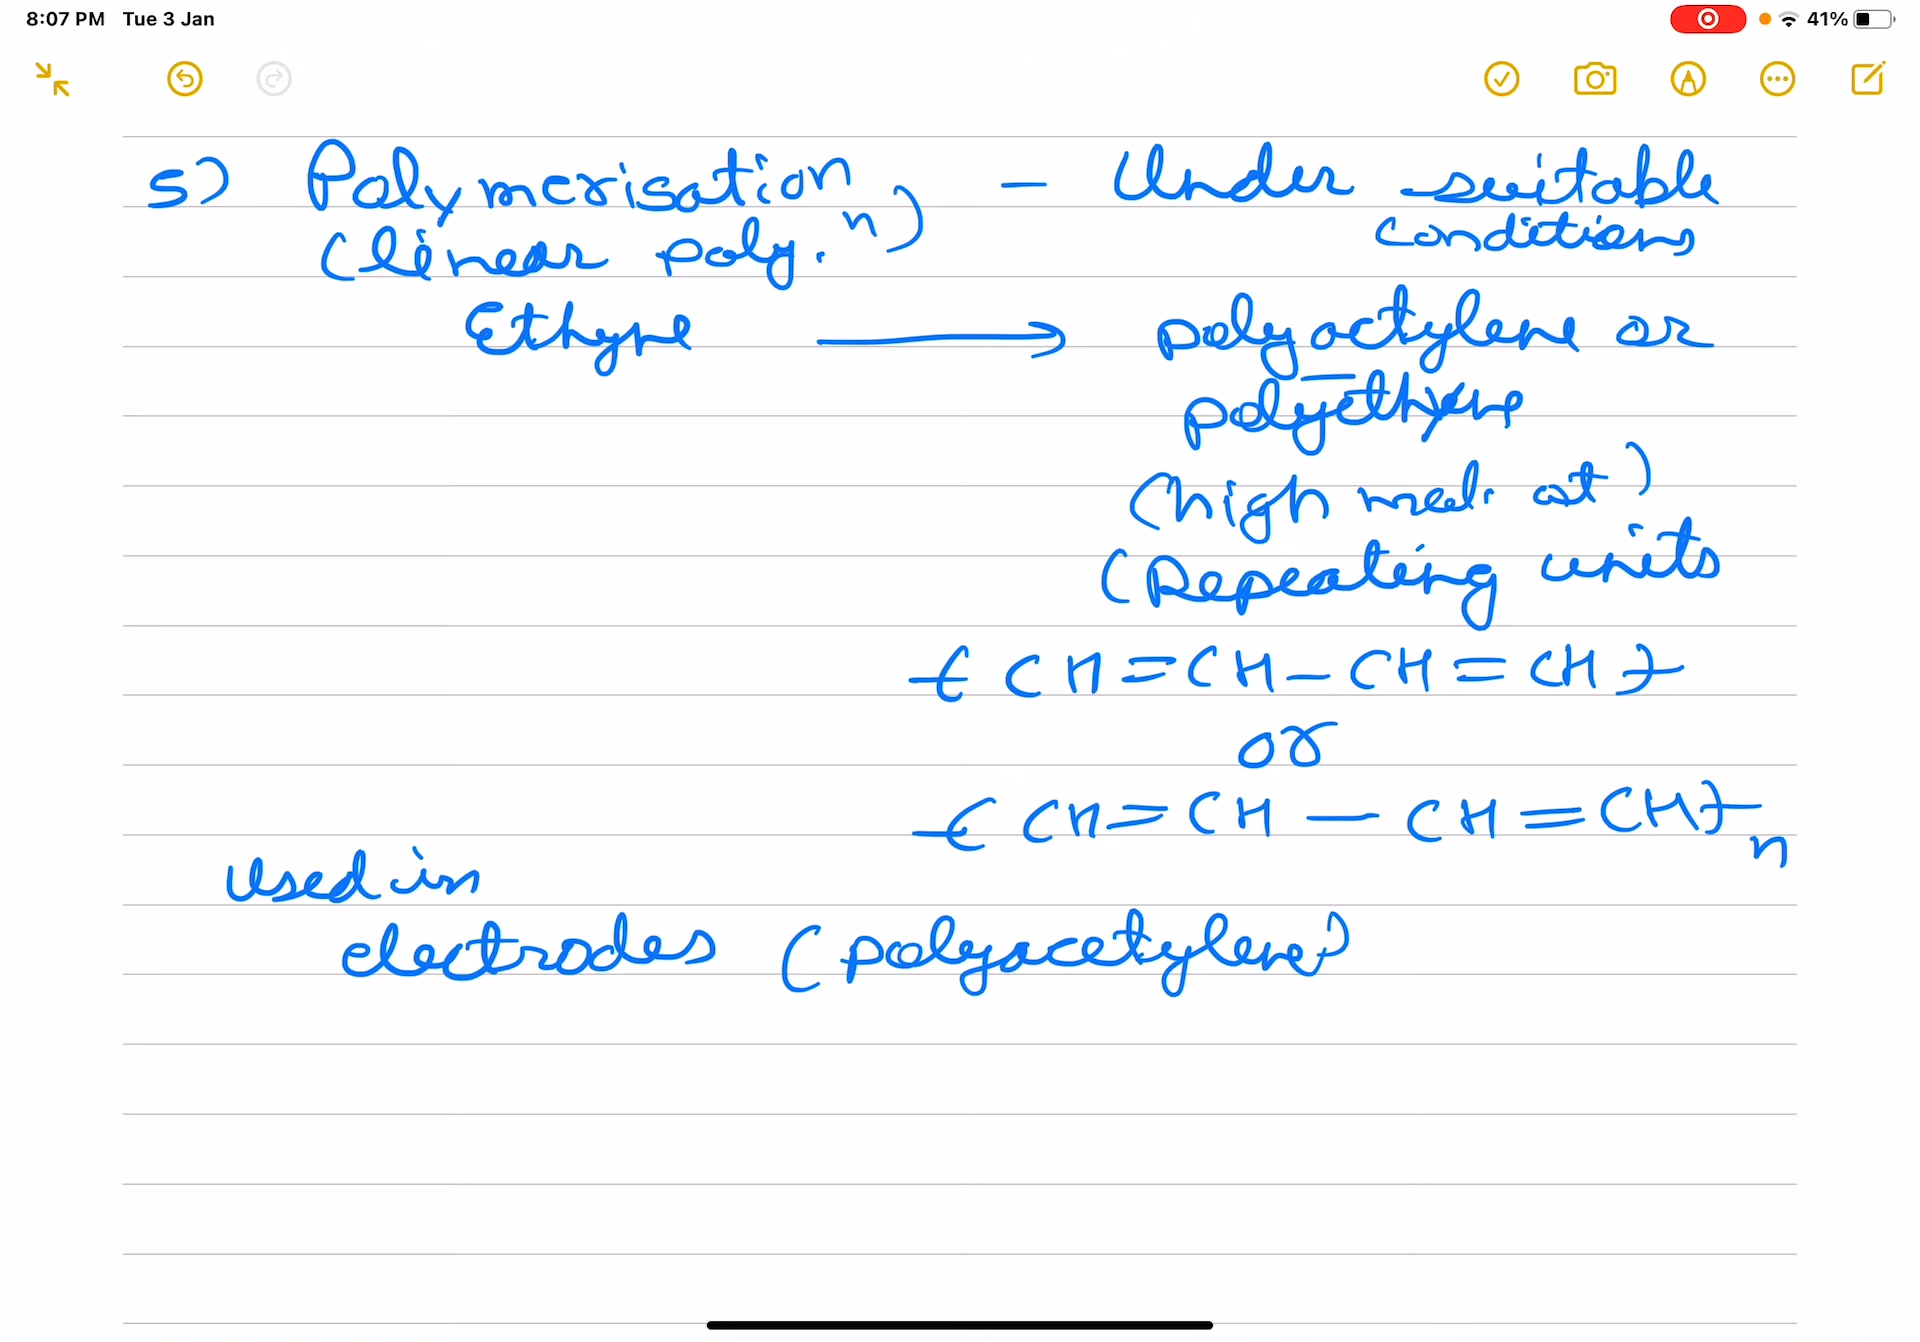 8:07 PM Tue 3 Jan 41%
5) Polymerisation - Under suitable
conditions
(linear poly.n)
Ethyne ⟶ polyactylene or
polyethyne
(high mol. wt)
(Repeating units
-(CH=CH-CH=CH)-
or
-(CH=CH-CH=CH)-n
Used in
electrodes (polyacetylene)